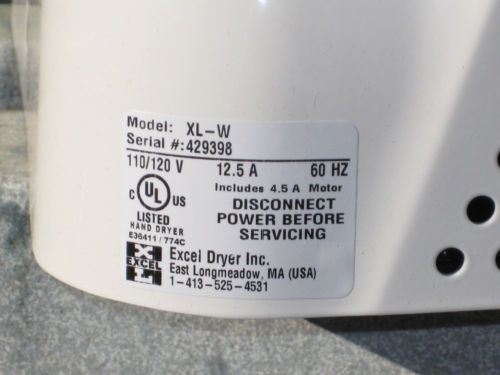 Model: XL-W
Serial #:429398
110/120 V 12.5 A 60 HZ
Includes 4.5 A Motor
C UL US
LISTED
HAND DRYER
E36411 / 774C
DISCONNECT
POWER BEFORE
SERVICING
EXCEL
XL
Excel Dryer Inc.
East Longmeadow, MA (USA)
1-413-525-4531